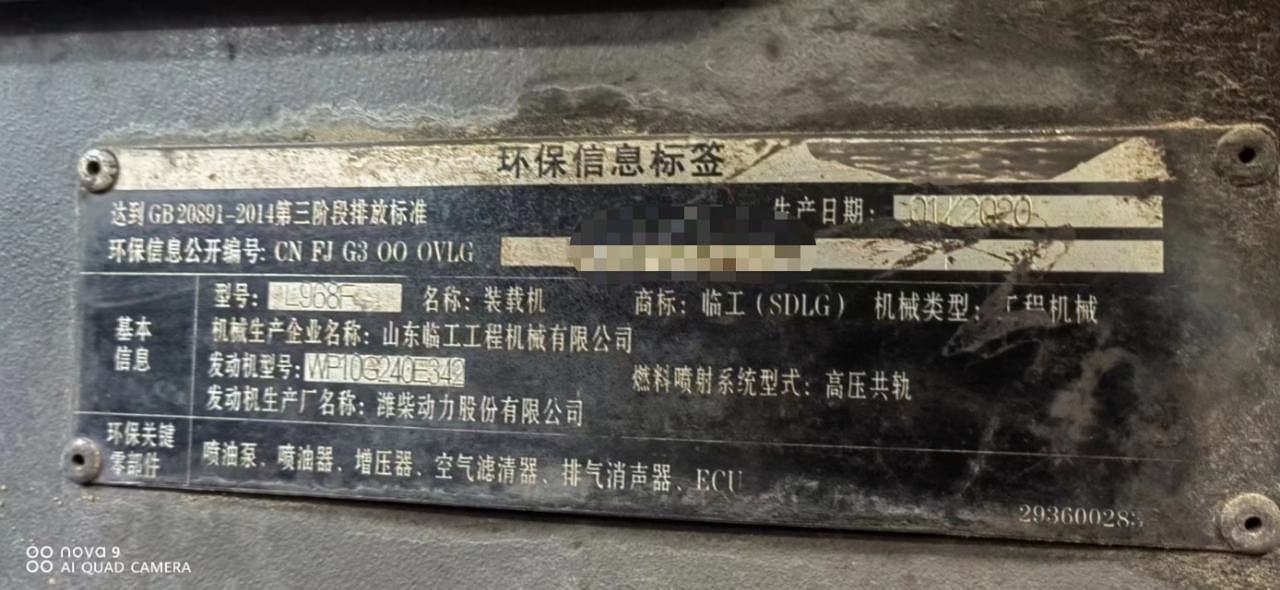 环保信息标签
达到GB 20891-2014第三阶段排放标准 生产日期: 01/2020
环保信息公开编号: CN FJ G3 00 0VLG
基本信息
型号: L968F 名称: 装载机 商标: 临工(SDLG) 机械类型: 工程机械
机械生产企业名称: 山东临工工程机械有限公司
发动机型号: WP10G240E342 燃料喷射系统型式: 高压共轨
发动机生产厂名称: 潍柴动力股份有限公司
环保关键零部件
喷油泵、喷油器、增压器、空气滤清器、排气消声器、ECU
nova 9
AI QUAD CAMERA